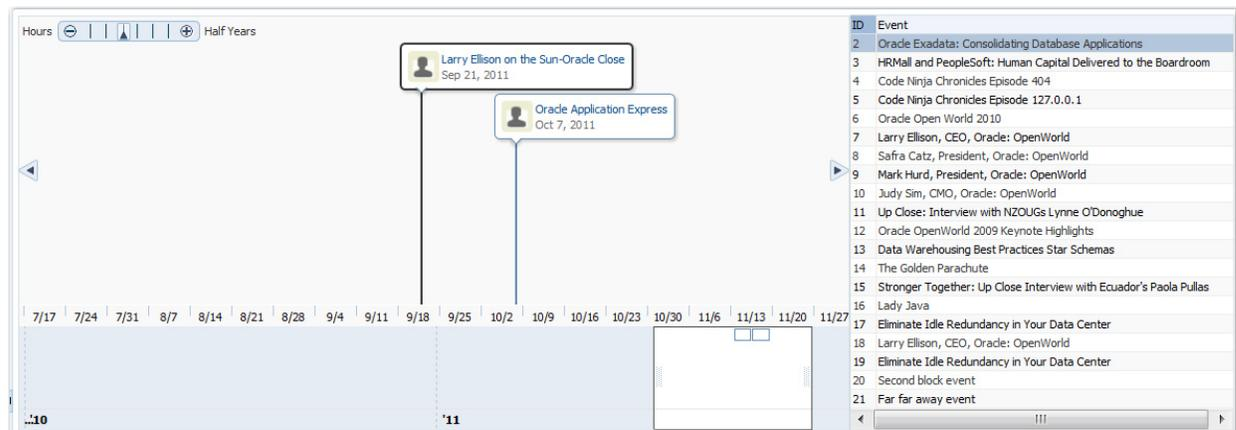 Hours Half Years
Larry Ellison on the Sun-Oracle Close
Sep 21, 2011
Oracle Application Express
Oct 7, 2011
7/17 7/24 7/31 8/7 8/14 8/21 8/28 9/4 9/11 9/18 9/25 10/2 10/9 10/16 10/23 10/30 11/6 11/13 11/20 11/27
...'10 '11
ID Event
2 Oracle Exadata: Consolidating Database Applications
3 HRMall and PeopleSoft: Human Capital Delivered to the Boardroom
4 Code Ninja Chronicles Episode 404
5 Code Ninja Chronicles Episode 127.0.0.1
6 Oracle Open World 2010
7 Larry Ellison, CEO, Oracle: OpenWorld
8 Safra Catz, President, Oracle: OpenWorld
9 Mark Hurd, President, Oracle: OpenWorld
10 Judy Sim, CMO, Oracle: OpenWorld
11 Up Close: Interview with NZOUGs Lynne O'Donoghue
12 Oracle OpenWorld 2009 Keynote Highlights
13 Data Warehousing Best Practices Star Schemas
14 The Golden Parachute
15 Stronger Together: Up Close Interview with Ecuador's Paola Pullas
16 Lady Java
17 Eliminate Idle Redundancy in Your Data Center
18 Larry Ellison, CEO, Oracle: OpenWorld
19 Eliminate Idle Redundancy in Your Data Center
20 Second block event
21 Far far away event